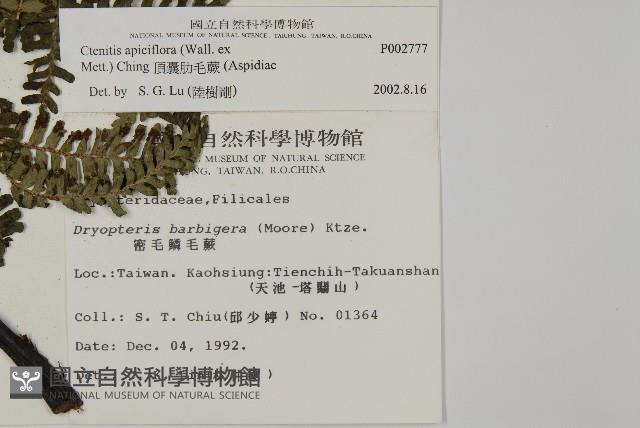 國立自然科學博物館
NATIONAL MUSEUM OF NATURAL SCIENCE, TAICHUNG, TAIWAN, R.O.CHINA
Ctenitis apiciflora (Wall. ex P002777
Mett.) Ching 頂囊肋毛蕨 (Aspidiac
Det. by S. G. Lu (陸樹剛) 2002.8.16
自然科學博物館
MUSEUM OF NATURAL SCIENCE
TAIWAN, R.O.CHINA
teridaceae,Filicales
Dryopteris barbigera (Moore) Ktze.
密毛鱗毛蕨
Loc.:Taiwan. Kaohsiung:Tienchih-Takuanshan
(天池-塔關山)
Coll.: S. T. Chiu(邱少婷) No. 01364
Date: Dec. 04, 1992.
國立自然科學博物館
NATIONAL MUSEUM OF NATURAL SCIENCE